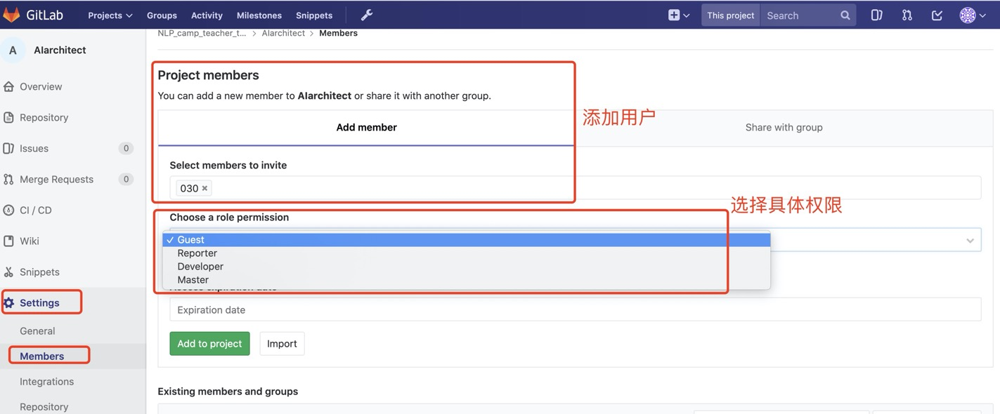 GitLab Projects Groups Activity Milestones Snippets This project Search
NLP_camp_teacher_t... > AIarchitect > Members
A AIarchitect
Overview
Repository
Issues 0
Merge Requests 0
CI / CD
Wiki
Snippets
Settings
General
Members
Integrations
Repository
Project members
You can add a new member to AIarchitect or share it with another group.
添加用户
Add member
Share with group
Select members to invite
030 ×
选择具体权限
Choose a role permission
✓ Guest
Reporter
Developer
Master
Access expiration date
Expiration date
Add to project Import
Existing members and groups